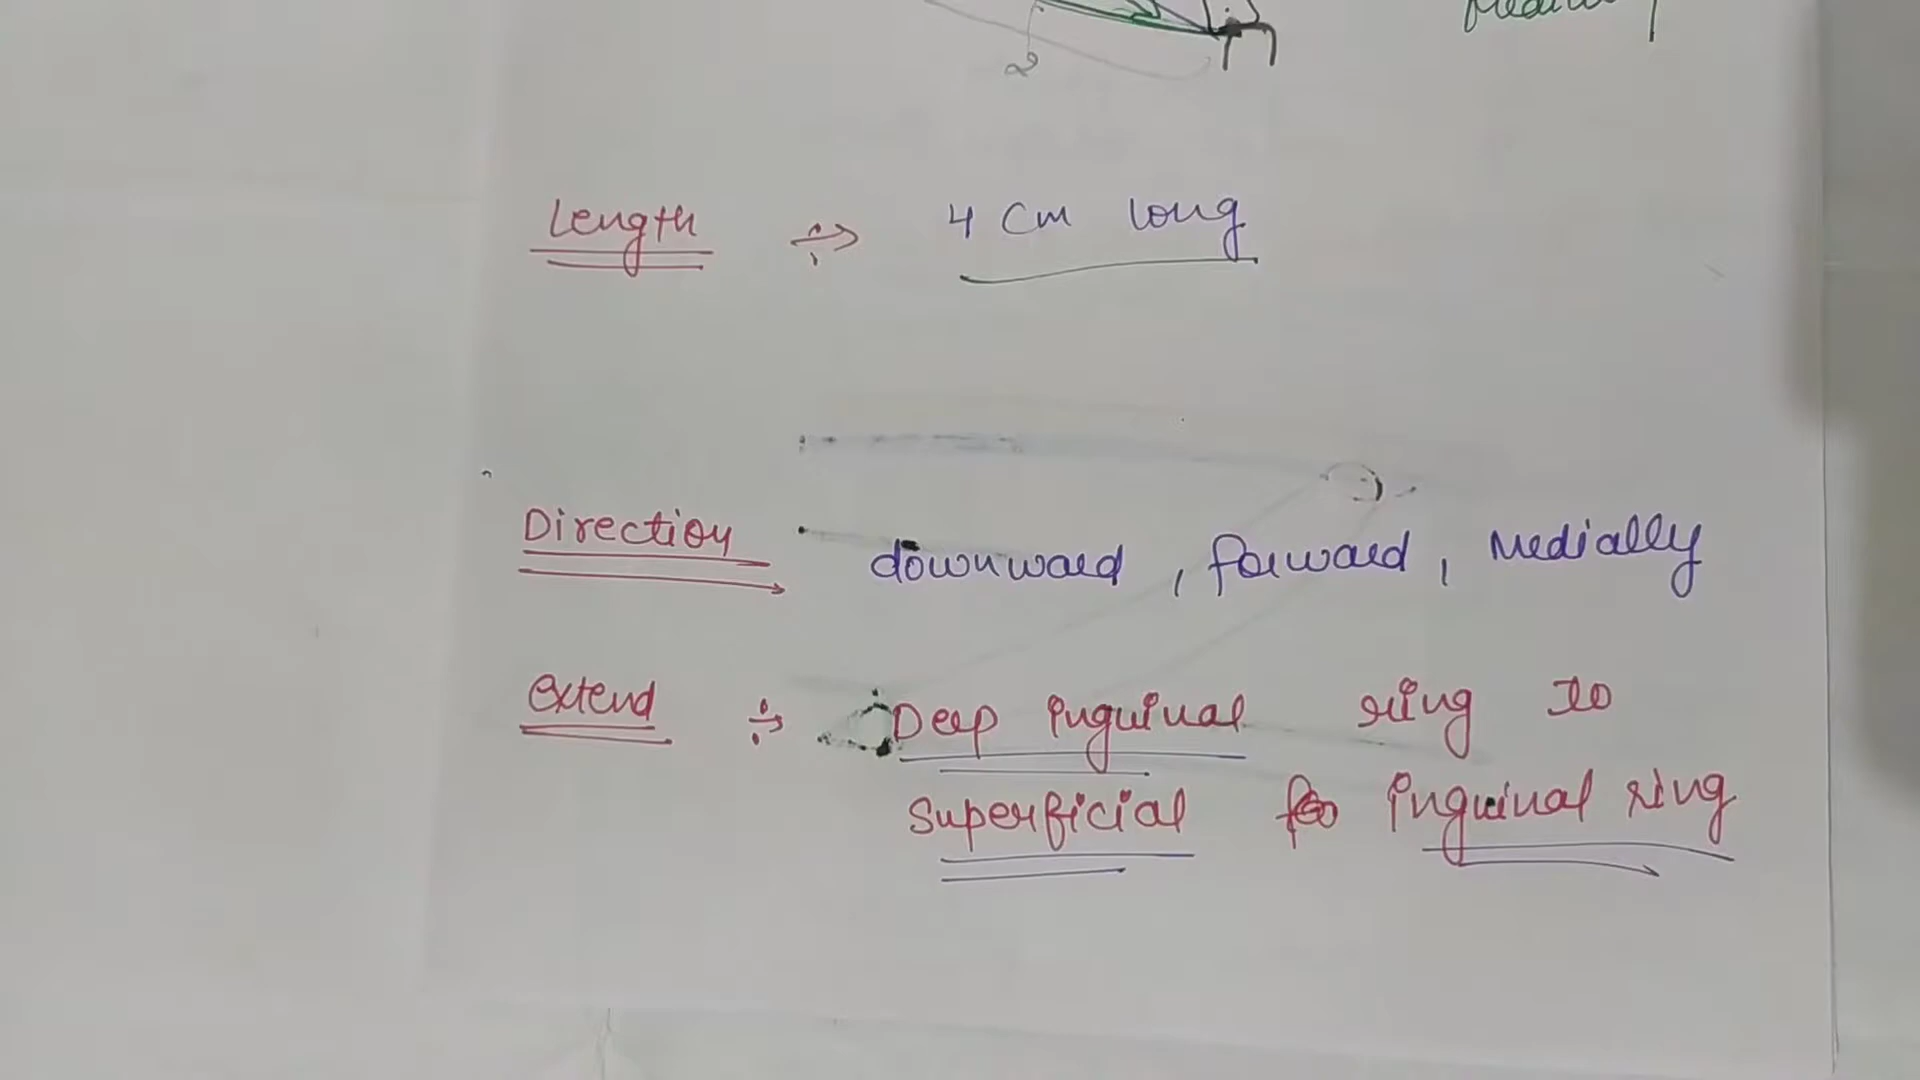 Length ÷> 4 Cm long
Direction downward , forward , Medially
extend ÷> Deep inguinal ring to
Superficial inguinal ring